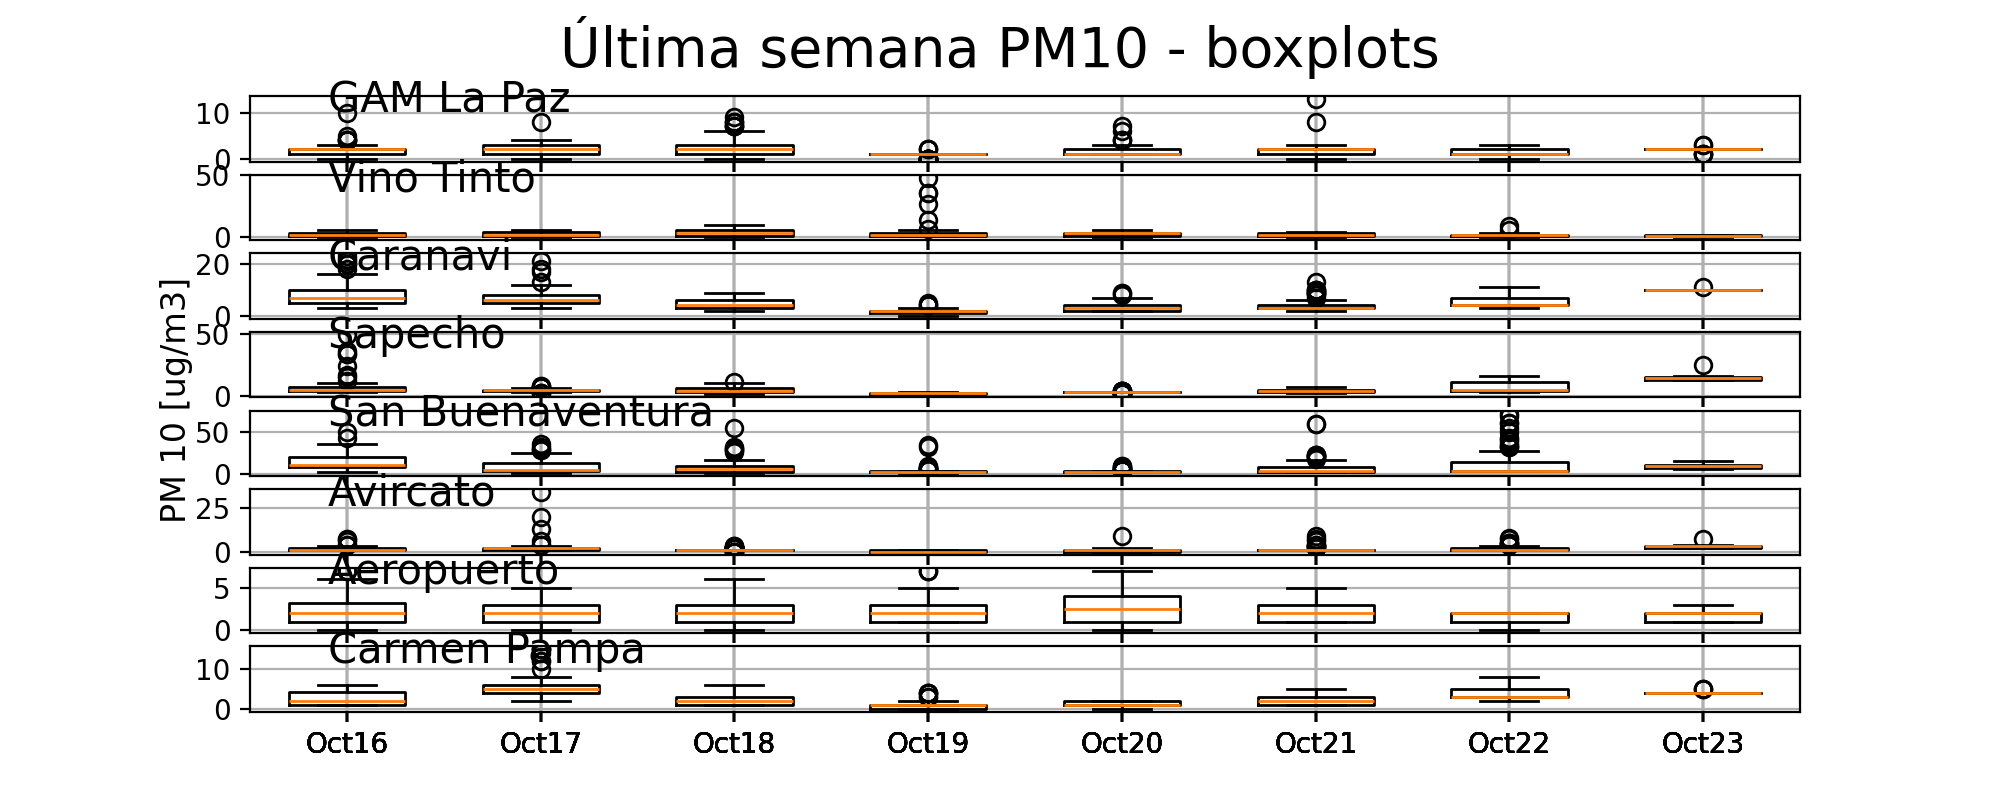 Última semana PM10 - boxplots
GAM La Paz
10
0
Vino Tinto
50
0
Caranavi
20
0
Sapecho
50
0
San Buenaventura
50
0
Avircato
25
0
Aeropuerto
5
0
Carmen Pampa
10
0
PM 10 [ug/m3]
Oct16 Oct17 Oct18 Oct19 Oct20 Oct21 Oct22 Oct23